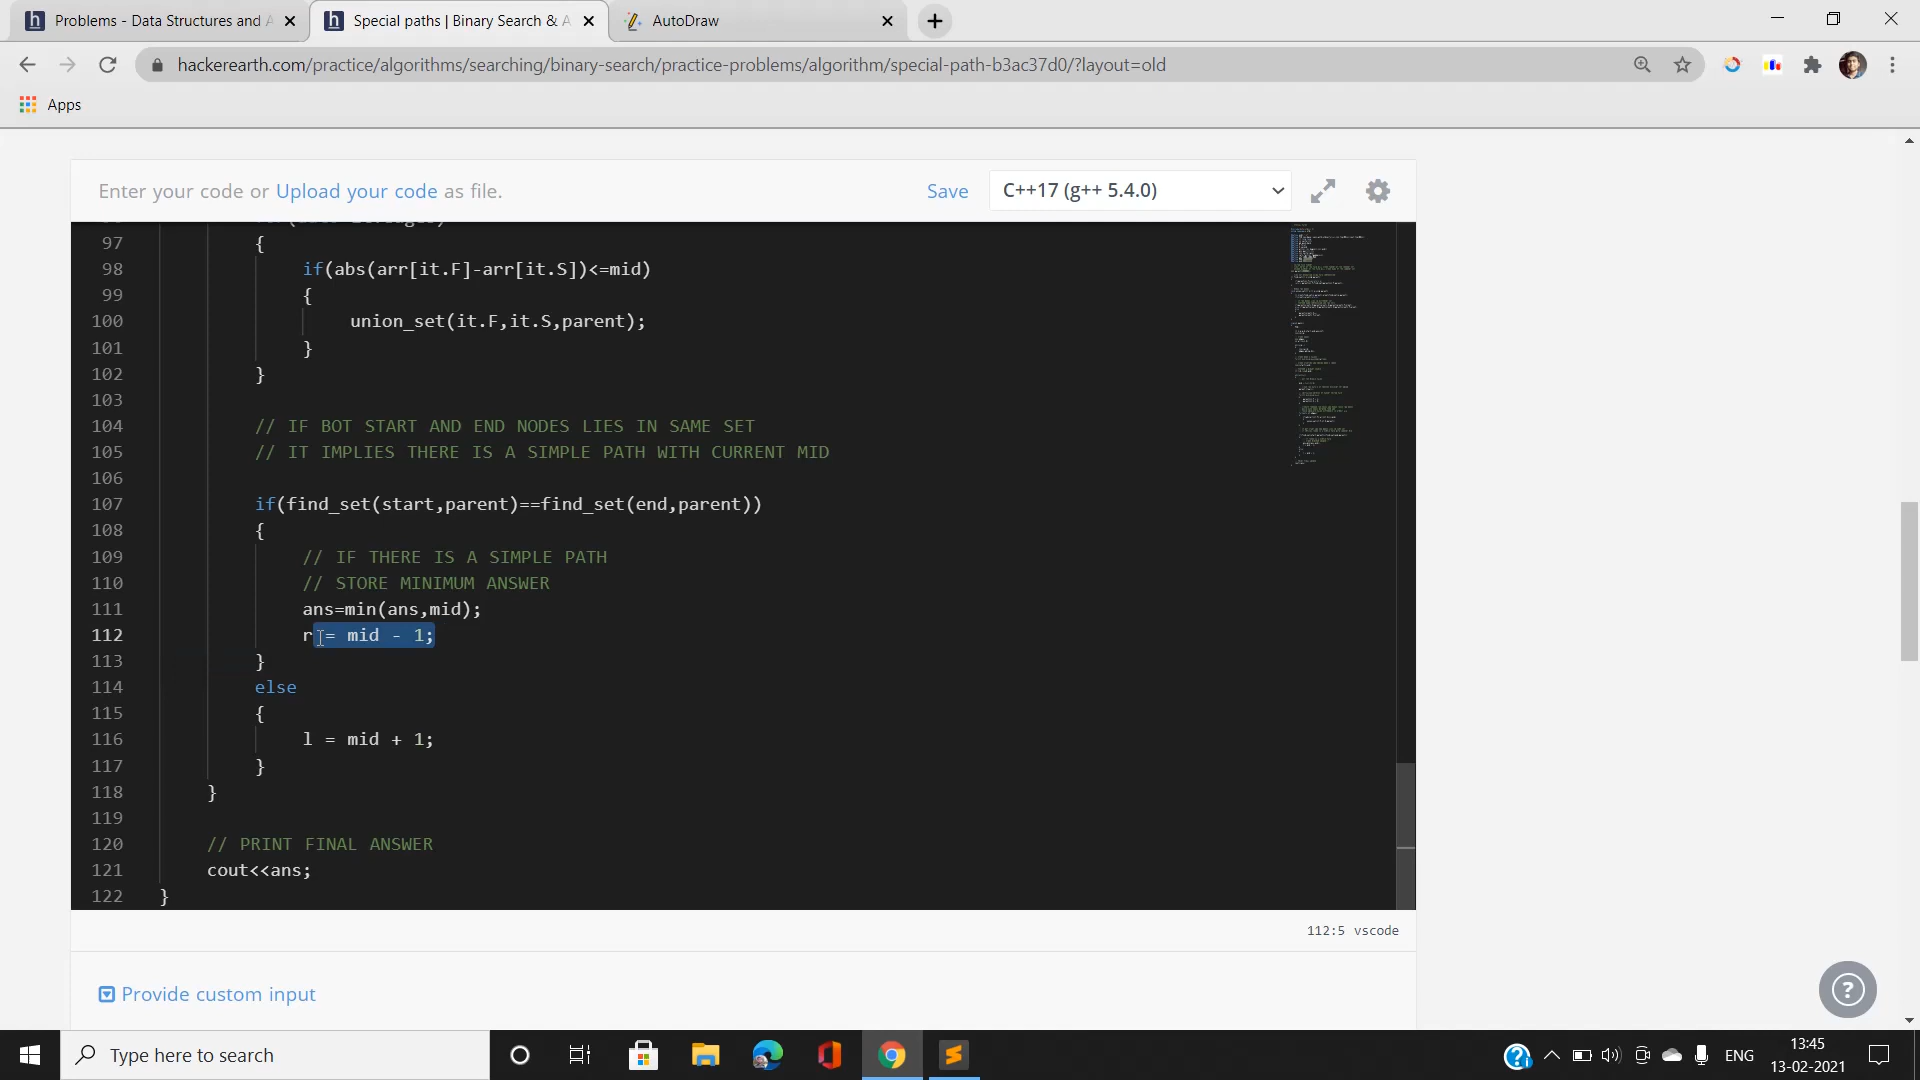 Problems - Data Structures and A
Special paths | Binary Search & A
AutoDraw
hackerearth.com/practice/algorithms/searching/binary-search/practice-problems/algorithm/special-path-b3ac37d0/?layout=old
Apps
Enter your code or Upload your code as file.
Save
C++17 (g++ 5.4.0)
97 {
98 if(abs(arr[it.F]-arr[it.S])<=mid)
99 {
100 union_set(it.F,it.S,parent);
101 }
102 }
103
104 // IF BOT START AND END NODES LIES IN SAME SET
105 // IT IMPLIES THERE IS A SIMPLE PATH WITH CURRENT MID
106
107 if(find_set(start,parent)==find_set(end,parent))
108 {
109 // IF THERE IS A SIMPLE PATH
110 // STORE MINIMUM ANSWER
111 ans=min(ans,mid);
112 r = mid - 1;
113 }
114 else
115 {
116 l = mid + 1;
117 }
118 }
119
120 // PRINT FINAL ANSWER
121 cout<<ans;
122 }
112:5 vscode
Provide custom input
?
Type here to search
ENG
13:45
13-02-2021